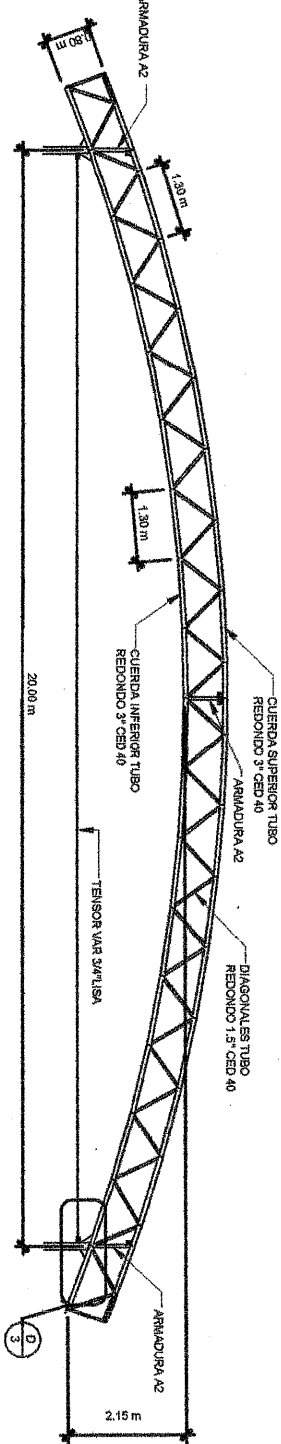 ARMADURA A2
0.80 m
1.30 m
1.30 m
CUERDA SUPERIOR TUBO
REDONDO 3" CED 40
ARMADURA A2
CUERDA INFERIOR TUBO
REDONDO 3" CED 40
DIAGONALES TUBO
REDONDO 1.5" CED 40
TENSOR VAR 3/4" LISA
20.00 m
ARMADURA A2
2.15 m
D
3